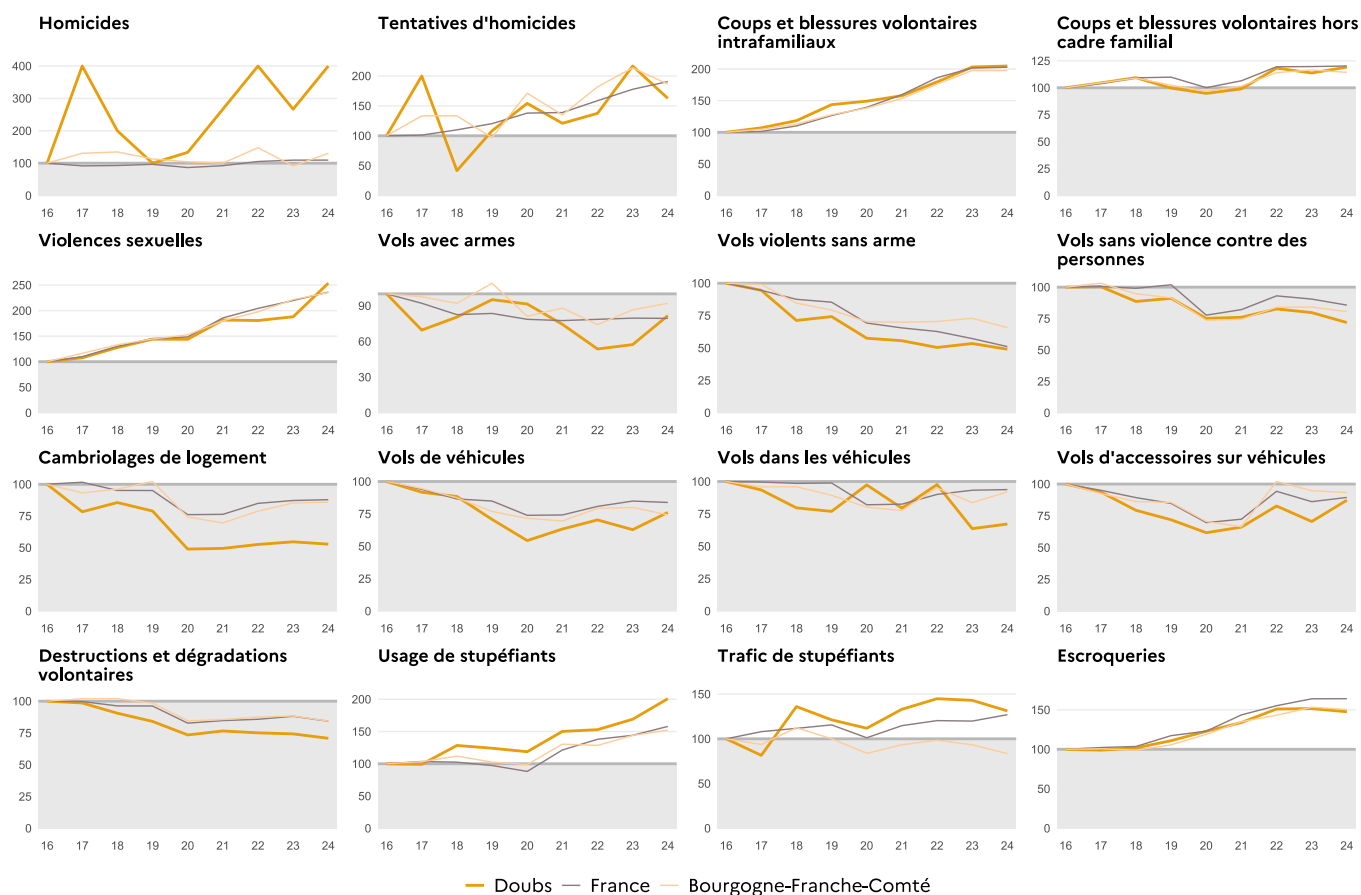 Homicides
400
300
200
100
0
16 17 18 19 20 21 22 23 24
Tentatives d'homicides
200
150
100
50
0
16 17 18 19 20 21 22 23 24
Coups et blessures volontaires
intrafamiliaux
200
150
100
50
0
16 17 18 19 20 21 22 23 24
Coups et blessures volontaires hors
cadre familial
125
100
75
50
25
0
16 17 18 19 20 21 22 23 24
Violences sexuelles
250
200
150
100
50
0
16 17 18 19 20 21 22 23 24
Vols avec armes
90
60
30
0
16 17 18 19 20 21 22 23 24
Vols violents sans arme
100
75
50
25
0
16 17 18 19 20 21 22 23 24
Vols sans violence contre des
personnes
100
75
50
25
0
16 17 18 19 20 21 22 23 24
Cambriolages de logement
100
75
50
25
0
16 17 18 19 20 21 22 23 24
Vols de véhicules
100
75
50
25
0
16 17 18 19 20 21 22 23 24
Vols dans les véhicules
100
75
50
25
0
16 17 18 19 20 21 22 23 24
Vols d'accessoires sur véhicules
100
75
50
25
0
16 17 18 19 20 21 22 23 24
Destructions et dégradations
volontaires
100
75
50
25
0
16 17 18 19 20 21 22 23 24
Usage de stupéfiants
200
150
100
50
0
16 17 18 19 20 21 22 23 24
Trafic de stupéfiants
150
100
50
0
16 17 18 19 20 21 22 23 24
Escroqueries
150
100
50
0
16 17 18 19 20 21 22 23 24
Doubs France Bourgogne-Franche-Comté